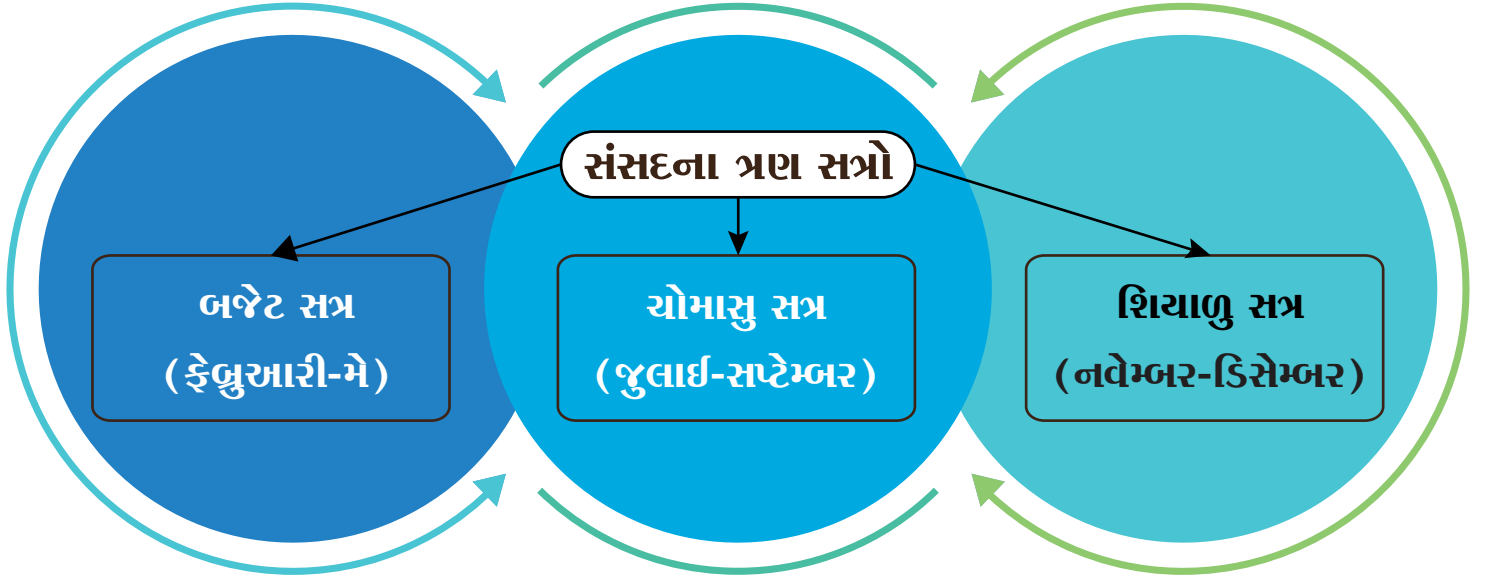 સંસદના ત્રણ સત્રો
બજેટ સત્ર
(ફેબ્રુઆરી-મે)
ચોમાસુ સત્ર
(જુલાઈ-સપ્ટેમ્બર)
શિયાળુ સત્ર
(નવેમ્બર-ડિસેમ્બર)